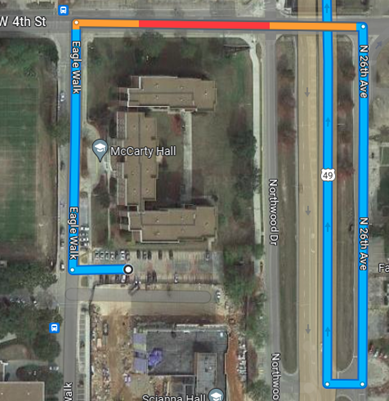 W 4th St
Eagle Walk
N 26th Ave
McCarty Hall
49
Northwood Dr
Eagle Walk
N 26th Ave
Fa
Northwoo
Walk
Scianna Hall